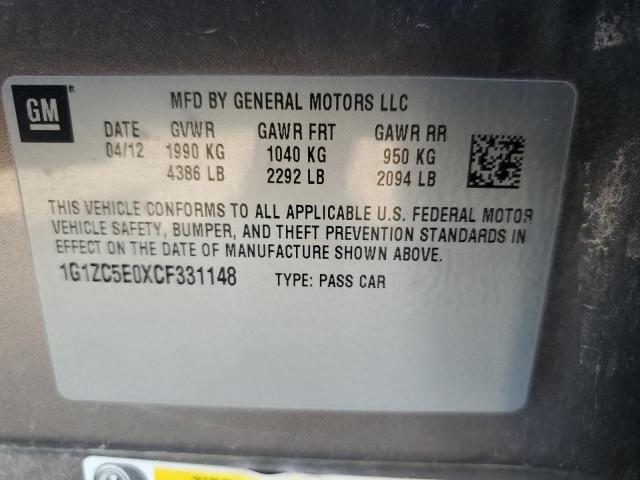 GM®
MFD BY GENERAL MOTORS LLC
DATE GVWR GAWR FRT GAWR RR
04/12 1990 KG 1040 KG 950 KG
4386 LB 2292 LB 2094 LB
THIS VEHICLE CONFORMS TO ALL APPLICABLE U.S. FEDERAL MOTOR
VEHICLE SAFETY, BUMPER, AND THEFT PREVENTION STANDARDS IN
EFFECT ON THE DATE OF MANUFACTURE SHOWN ABOVE.
1G1ZC5E0XCF331148 TYPE: PASS CAR